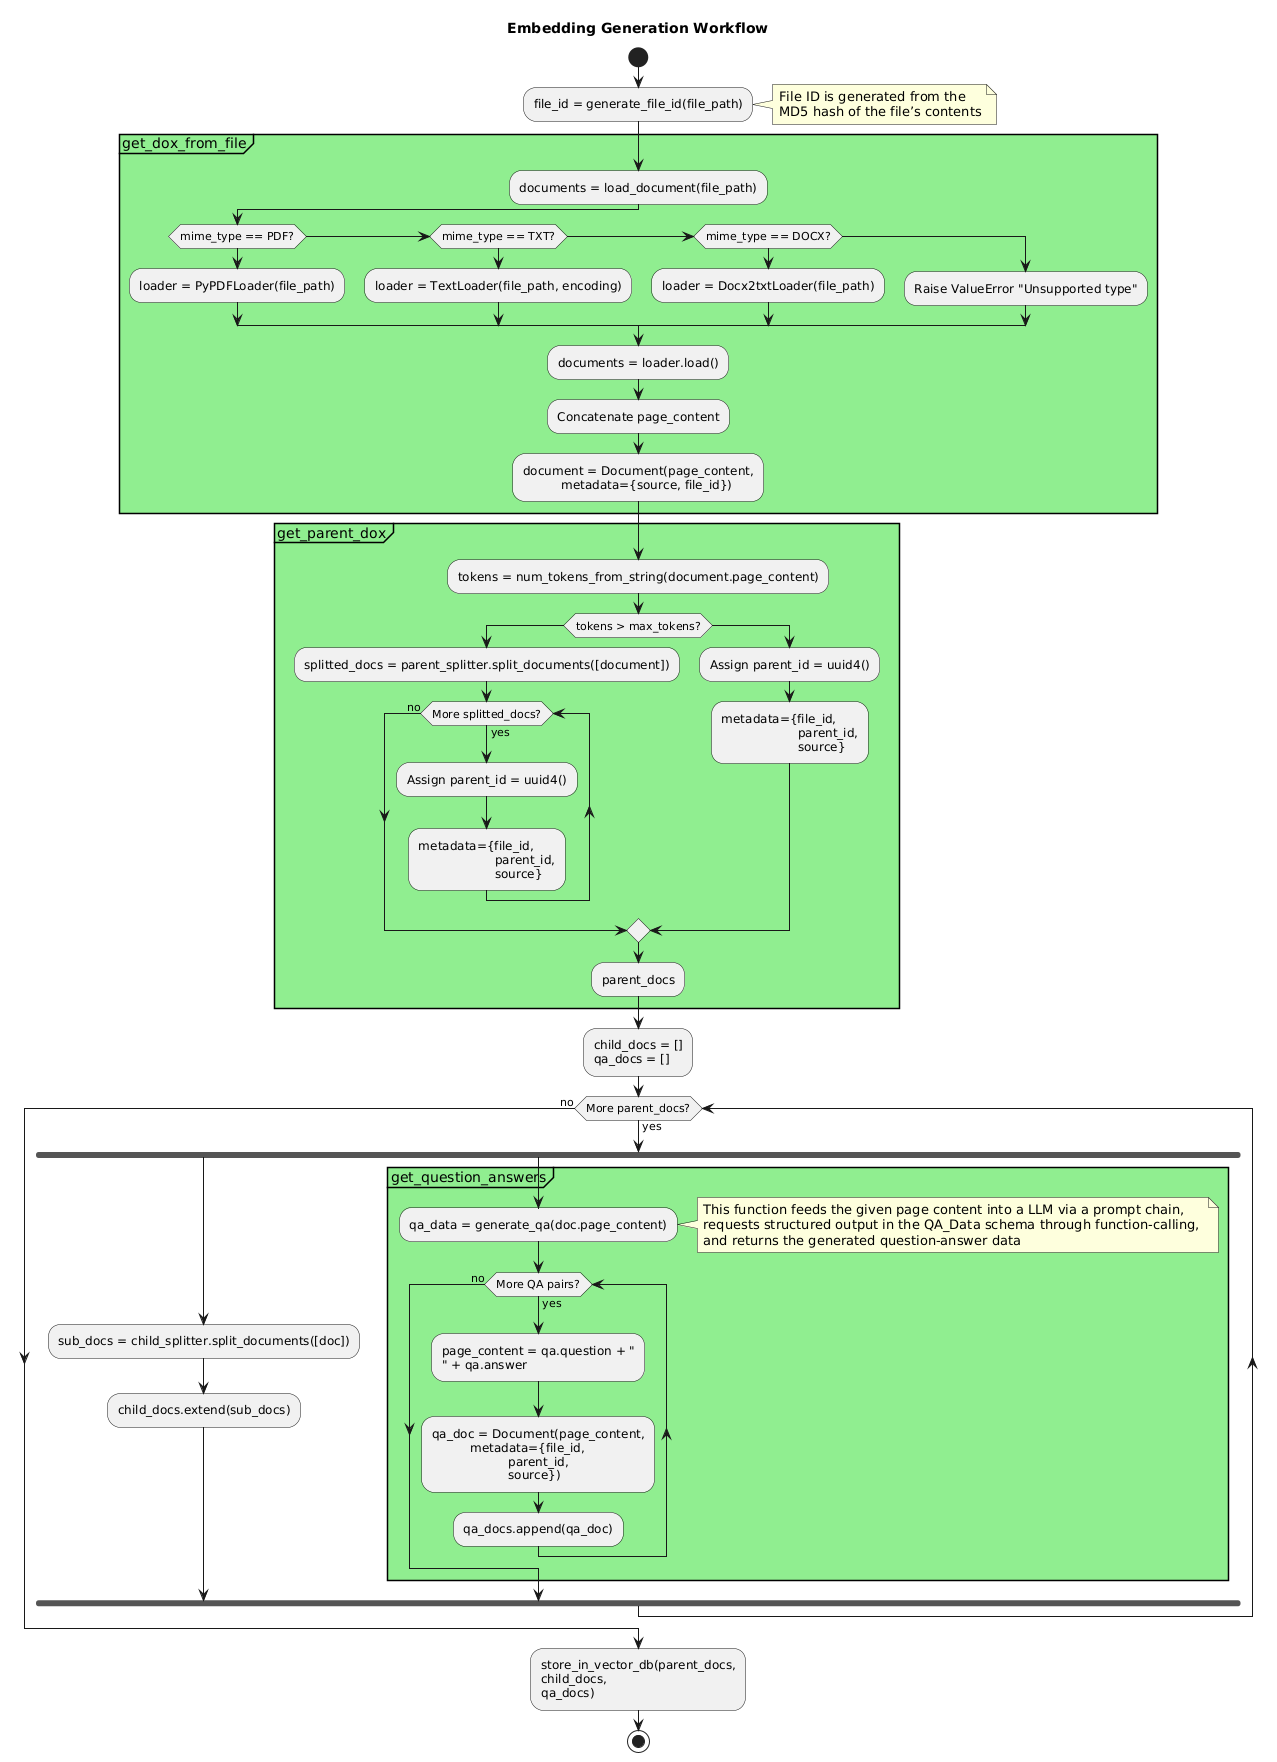 Embedding Generation Workflow
file_id = generate_file_id(file_path)
File ID is generated from the
MD5 hash of the file’s contents
get_dox_from_file
documents = load_document(file_path)
mime_type == PDF?
mime_type == TXT?
mime_type == DOCX?
loader = PyPDFLoader(file_path)
loader = TextLoader(file_path, encoding)
loader = Docx2txtLoader(file_path)
Raise ValueError "Unsupported type"
documents = loader.load()
Concatenate page_content
document = Document(page_content,
metadata={source, file_id})
get_parent_dox
tokens = num_tokens_from_string(document.page_content)
tokens > max_tokens?
splitted_docs = parent_splitter.split_documents([document])
no
More splitted_docs?
yes
Assign parent_id = uuid4()
metadata={file_id,
parent_id,
source}
Assign parent_id = uuid4()
metadata={file_id,
parent_id,
source}
parent_docs
child_docs = []
qa_docs = []
no
More parent_docs?
yes
sub_docs = child_splitter.split_documents([doc])
child_docs.extend(sub_docs)
get_question_answers
qa_data = generate_qa(doc.page_content)
This function feeds the given page content into a LLM via a prompt chain,
requests structured output in the QA_Data schema through function-calling,
and returns the generated question-answer data
no
More QA pairs?
yes
page_content = qa.question + "
" + qa.answer
qa_doc = Document(page_content,
metadata={file_id,
parent_id,
source})
qa_docs.append(qa_doc)
store_in_vector_db(parent_docs,
child_docs,
qa_docs)